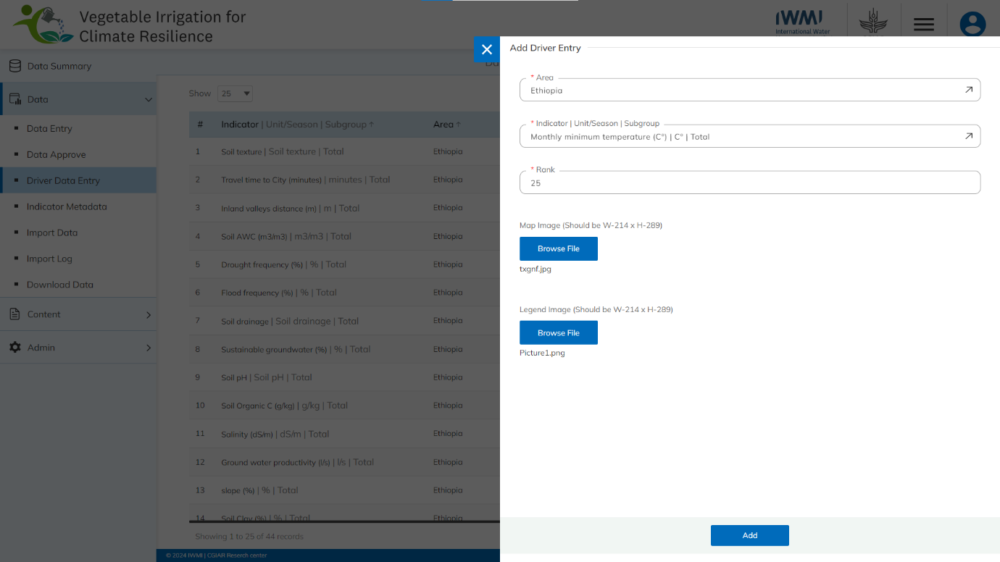 Vegetable Irrigation for
Climate Resilience
IWMI
International Water
Data Summary
Data
Data Entry
Data Approve
Driver Data Entry
Indicator Metadata
Import Data
Import Log
Download Data
Content
Admin
Show 25
# Indicator | Unit/Season | Subgroup ↑ Area ↑
1 Soil texture | Soil texture | Total Ethiopia
2 Travel time to City (minutes) | minutes | Total Ethiopia
3 Inland valleys distance (m) | m | Total Ethiopia
4 Soil AWC (m3/m3) | m3/m3 | Total Ethiopia
5 Drought frequency (%) | % | Total Ethiopia
6 Flood frequency (%) | % | Total Ethiopia
7 Soil drainage | Soil drainage | Total Ethiopia
8 Sustainable groundwater (%) | % | Total Ethiopia
9 Soil pH | Soil pH | Total Ethiopia
10 Soil Organic C (g/kg) | g/kg | Total Ethiopia
11 Salinity (dS/m) | dS/m | Total Ethiopia
12 Ground water productivity (l/s) | l/s | Total Ethiopia
13 slope (%) | % | Total Ethiopia
14 Soil Clay (%) | % | Total Ethiopia
Showing 1 to 25 of 44 records
© 2024 IWMI | CGIAR Reserch center
Add Driver Entry
* Area
Ethiopia
* Indicator | Unit/Season | Subgroup
Monthly minimum temperature (C°) | C° | Total
* Rank
25
Map Image (Should be W-214 x H-289)
Browse File
txgnf.jpg
Legend Image (Should be W-214 x H-289)
Browse File
Picture1.png
Add